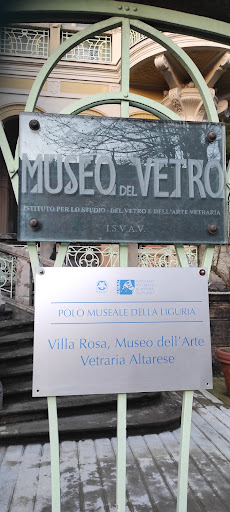 MUSEO DEL VETRO
ISTITUTO PER LO STUDIO DEL VETRO E DELL'ARTE VETRARIA
I.S.V.A.V.
POLO MUSEALE DELLA LIGURIA
Villa Rosa, Museo dell'Arte
Vetraria Altarese